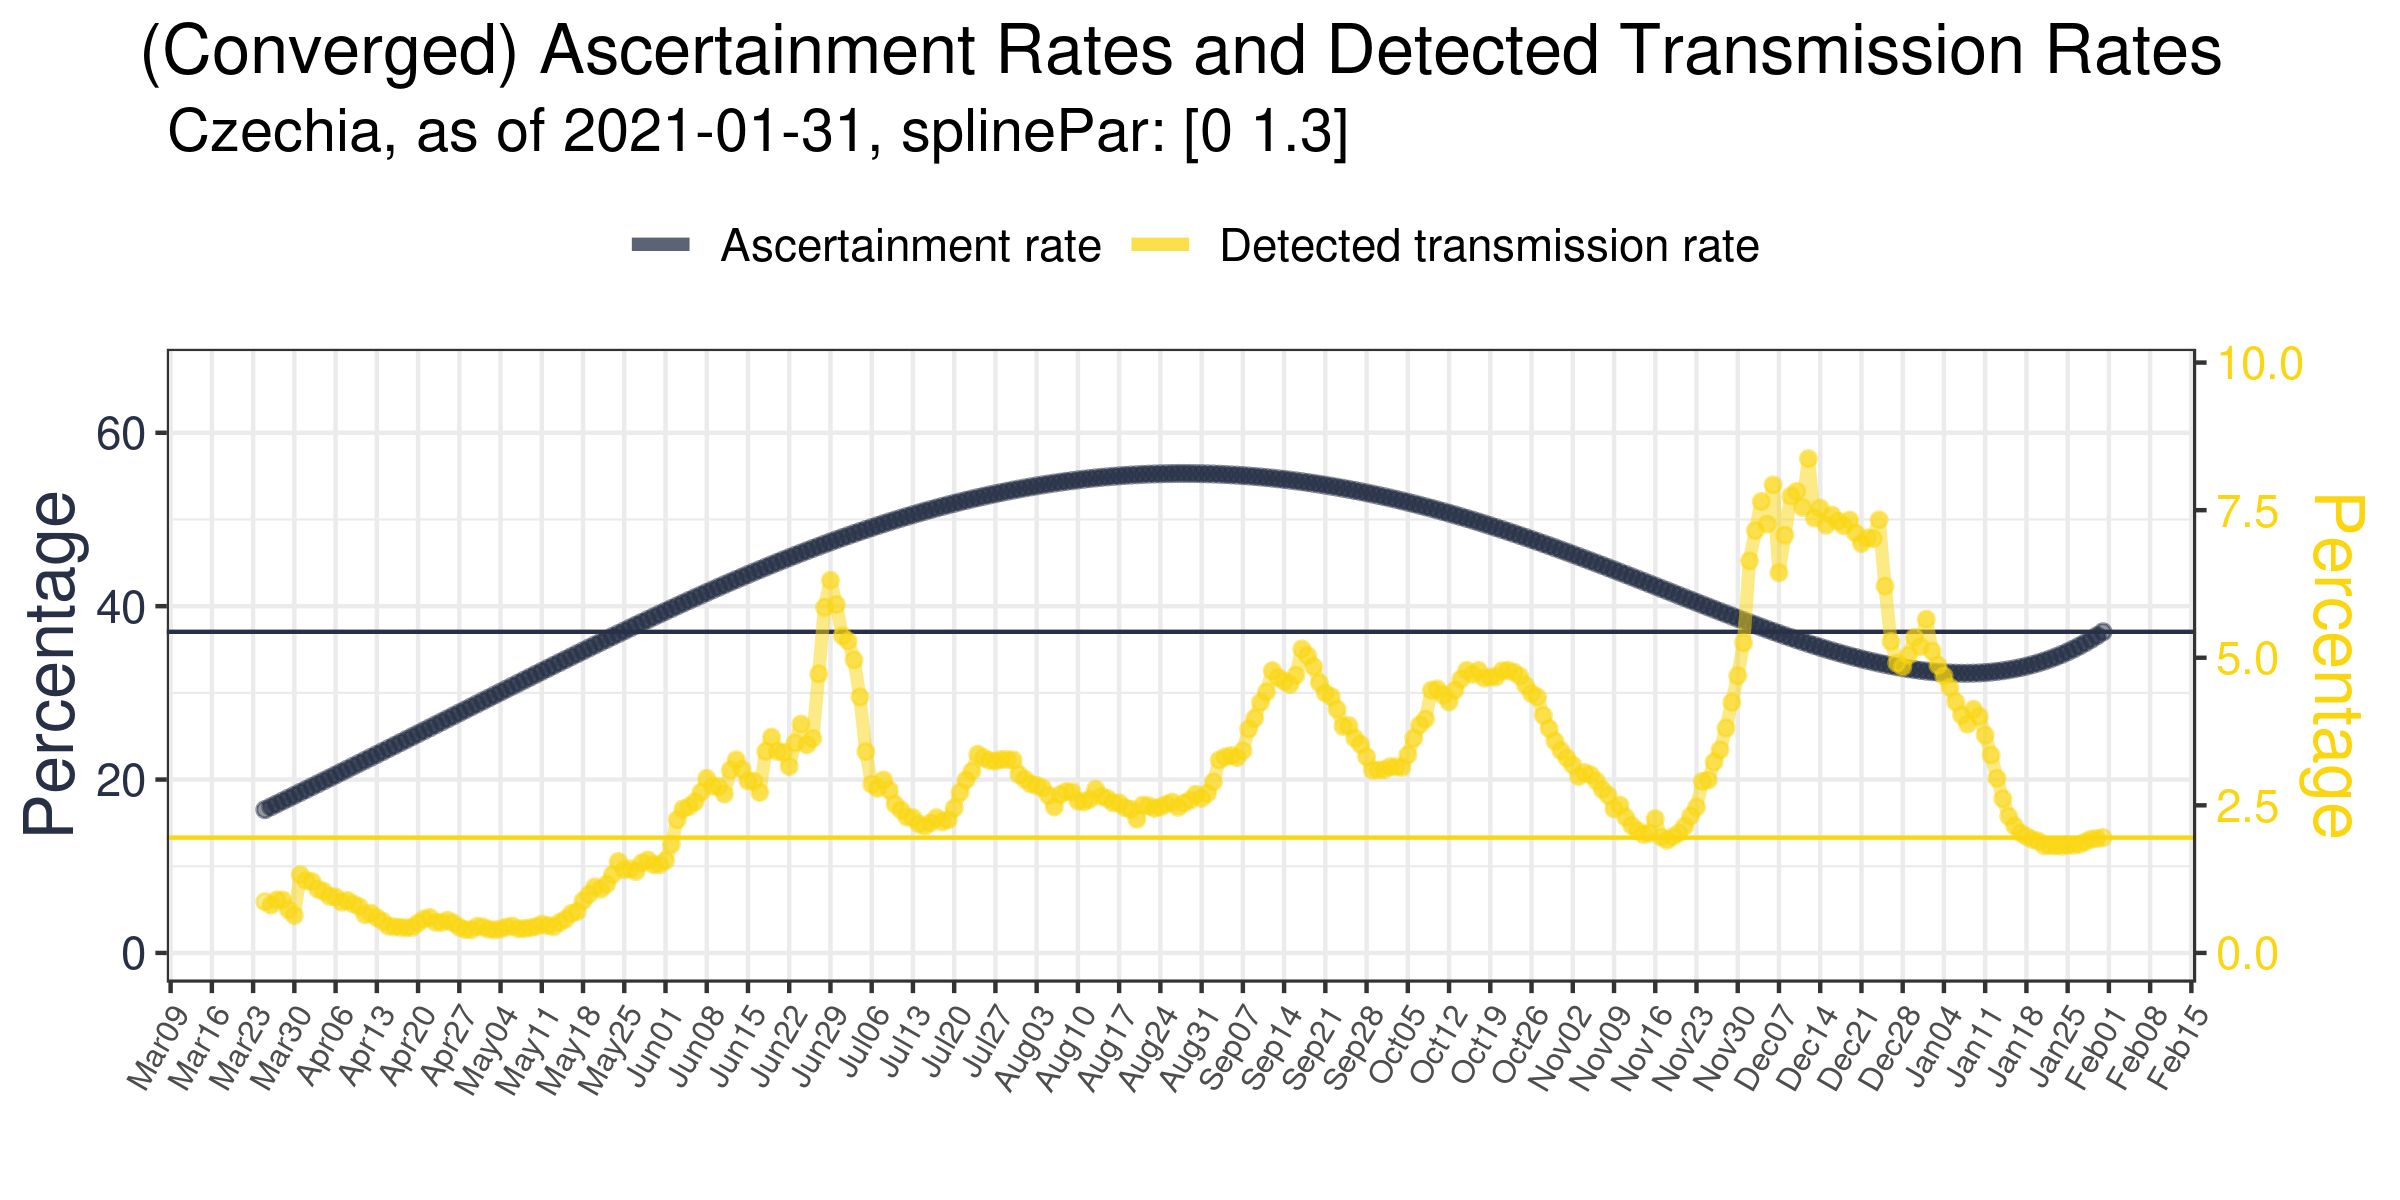 (Converged) Ascertainment Rates and Detected Transmission Rates
Czechia, as of 2021-01-31, splinePar: [0 1.3]
Ascertainment rate
Detected transmission rate
Percentage
60
40
20
0
10.0
7.5
5.0
2.5
0.0
Percentage
Mar09
Mar16
Mar23
Mar30
Apr06
Apr13
Apr20
Apr27
May04
May11
May18
May25
Jun01
Jun08
Jun15
Jun22
Jun29
Jul06
Jul13
Jul20
Jul27
Aug03
Aug10
Aug17
Aug24
Aug31
Sep07
Sep14
Sep21
Sep28
Oct05
Oct12
Oct19
Oct26
Nov02
Nov09
Nov16
Nov23
Nov30
Dec07
Dec14
Dec21
Dec28
Jan04
Jan11
Jan18
Jan25
Feb01
Feb08
Feb15